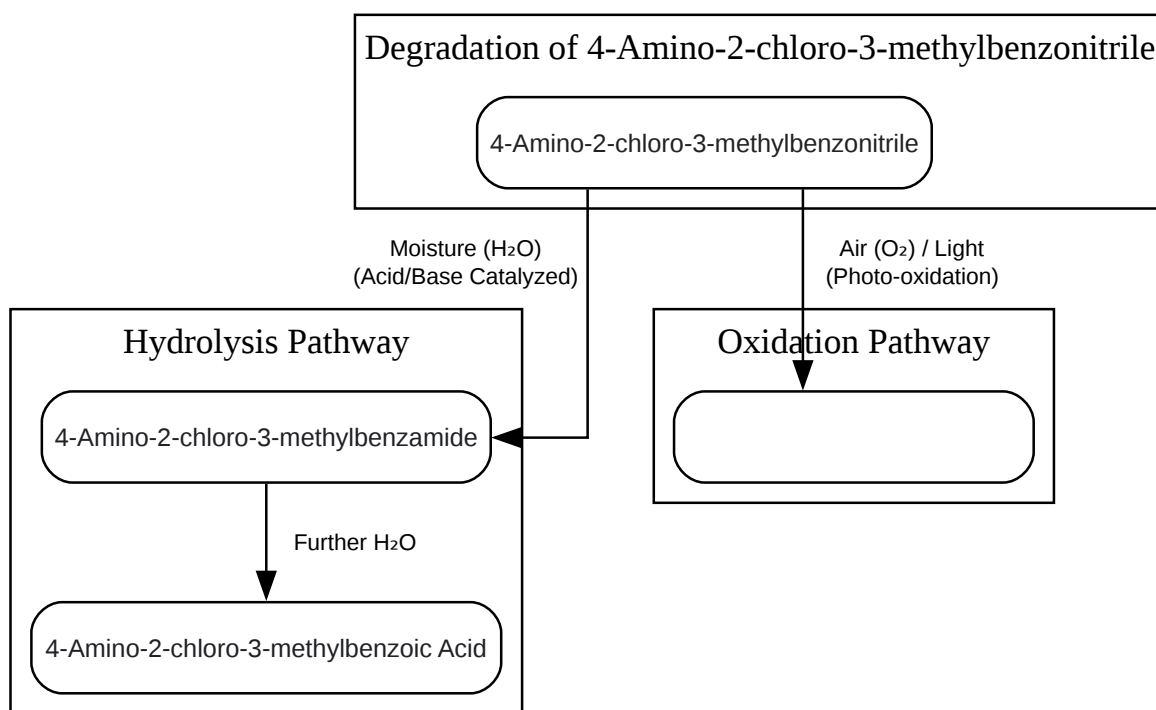 Degradation of 4-Amino-2-chloro-3-methylbenzonitrile
4-Amino-2-chloro-3-methylbenzonitrile
Moisture (H₂O)
(Acid/Base Catalyzed)
Air (O₂) / Light
(Photo-oxidation)
Hydrolysis Pathway
Oxidation Pathway
4-Amino-2-chloro-3-methylbenzamide
Further H₂O
4-Amino-2-chloro-3-methylbenzoic Acid